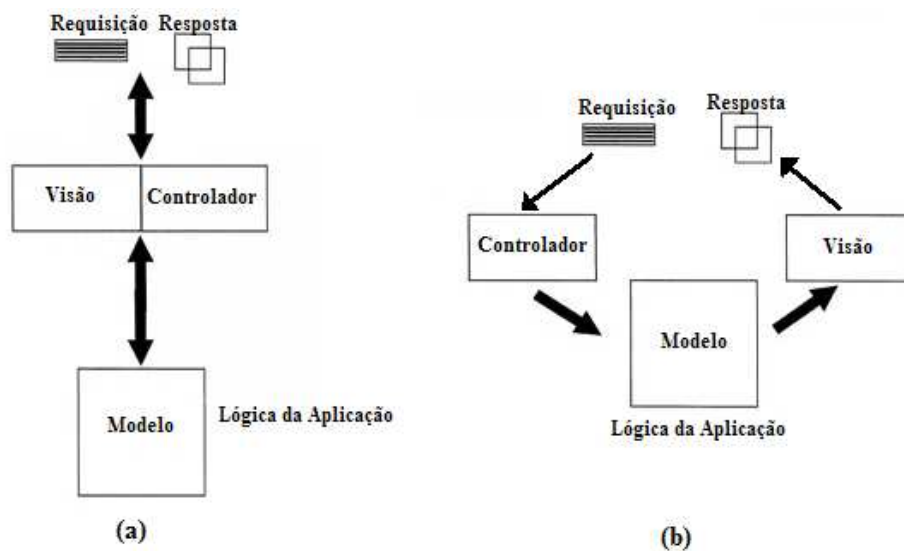 Requisição Resposta
Visão Controlador
Modelo
Lógica da Aplicação
(a)
Requisição Resposta
Controlador
Visão
Modelo
Lógica da Aplicação
(b)